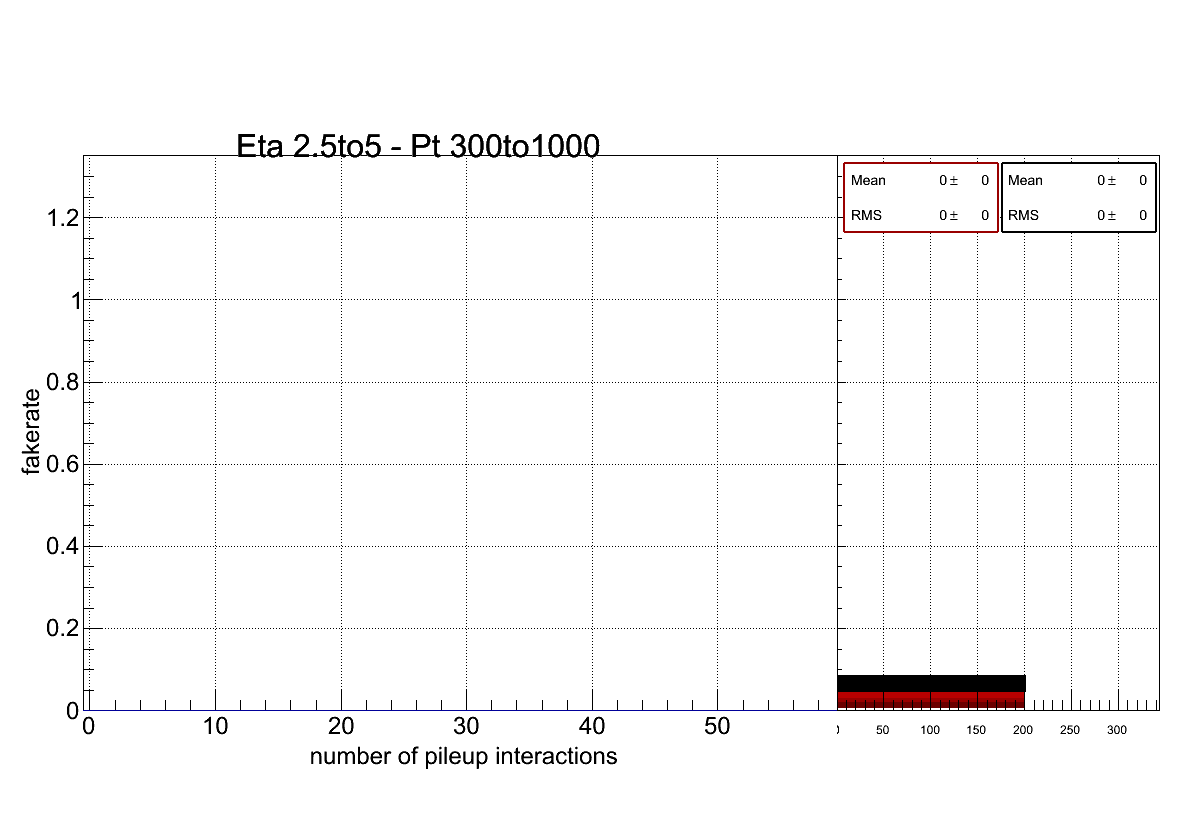 Eta 2.5to5 - Pt 300to1000
Mean 0 ± 0
RMS 0 ± 0
Mean 0 ± 0
RMS 0 ± 0
1.2
1
0.8
0.6
0.4
0.2
0
fakerate
0 10 20 30 40 50
50 100 150 200 250 300
number of pileup interactions